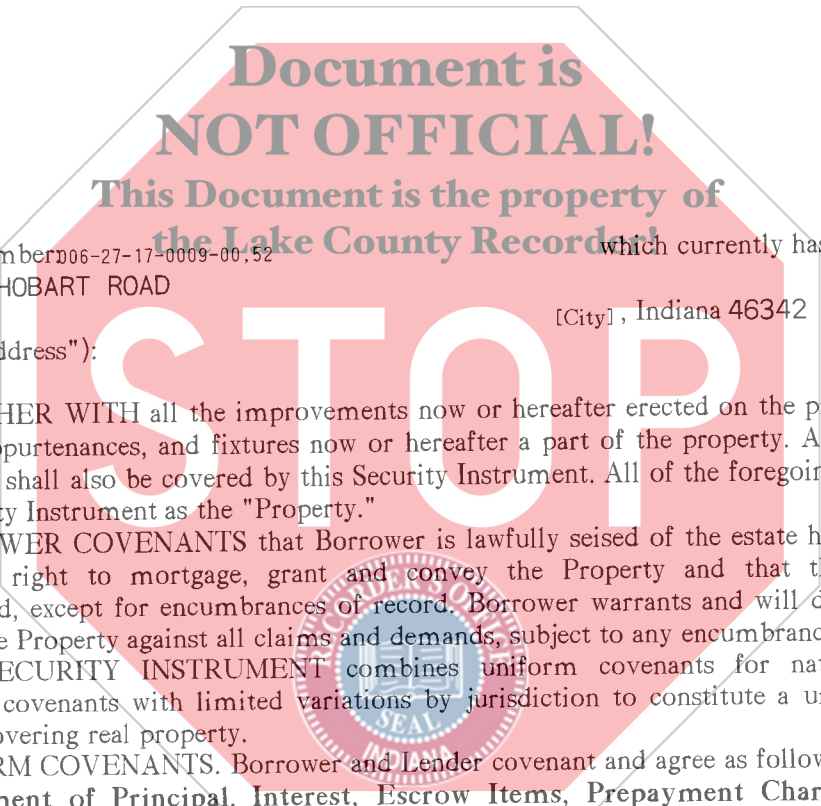 Document is
NOT OFFICIAL!
This Document is the property of
the Lake County Recorder!
mber: 006-27-17-0009-00,52 which currently has
HOBART ROAD
[City], Indiana 46342
ddress"):
STOP
HER WITH all the improvements now or hereafter erected on the p
ppurtenances, and fixtures now or hereafter a part of the property. A
shall also be covered by this Security Instrument. All of the foregoin
ty Instrument as the "Property."
WER COVENANTS that Borrower is lawfully seised of the estate h
right to mortgage, grant and convey the Property and that th
d, except for encumbrances of record. Borrower warrants and will d
e Property against all claims and demands, subject to any encumbranc
ECURITY INSTRUMENT combines uniform covenants for nat
covenants with limited variations by jurisdiction to constitute a u
overing real property.
RM COVENANTS. Borrower and Lender covenant and agree as follow
ment of Principal, Interest, Escrow Items, Prepayment Char
RECORDER'S OFFICE
SEAL
INDIANA